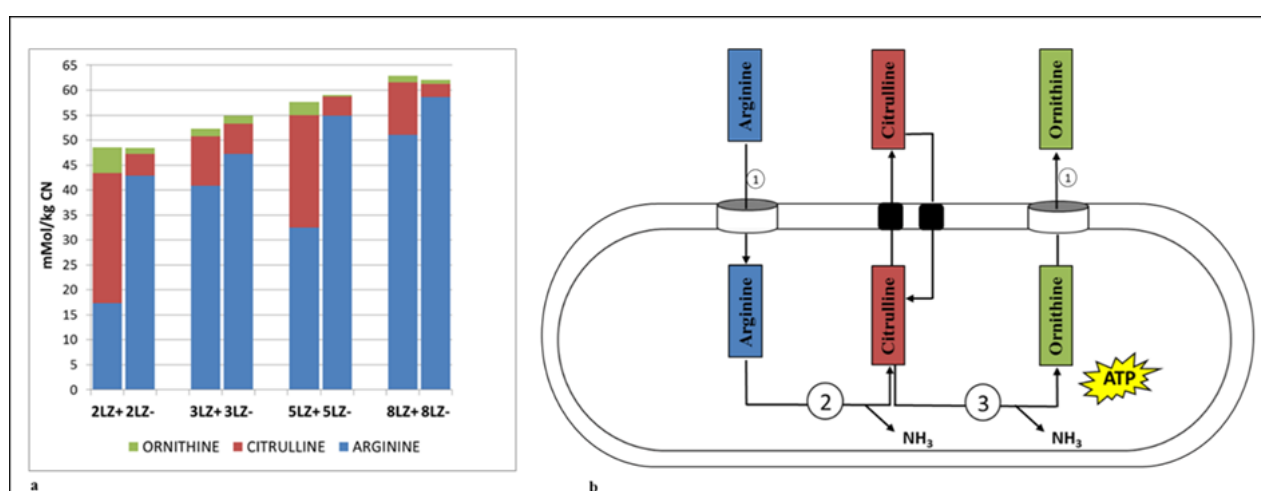 65
60
55
50
45
40
35
30
25
20
15
10
5
0
mMol/kg CN
2LZ+ 2LZ- 3LZ+ 3LZ- 5LZ+ 5LZ- 8LZ+ 8LZ-
ORNITHINE CITRULLINE ARGININE
a
Arginine Citrulline Ornithine
1 1
Arginine Citrulline Ornithine
ATP
2 3
NH₃ NH₃
b